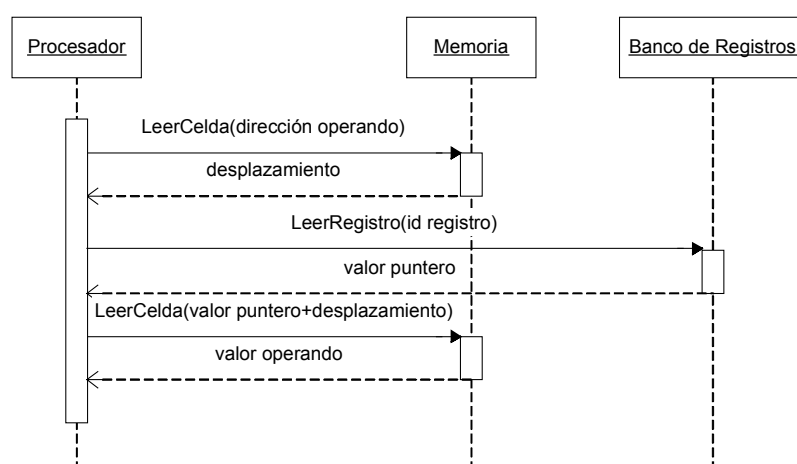 Procesador
Memoria
Banco de Registros
LeerCelda(dirección operando)
desplazamiento
LeerRegistro(id registro)
valor puntero
LeerCelda(valor puntero+desplazamiento)
valor operando